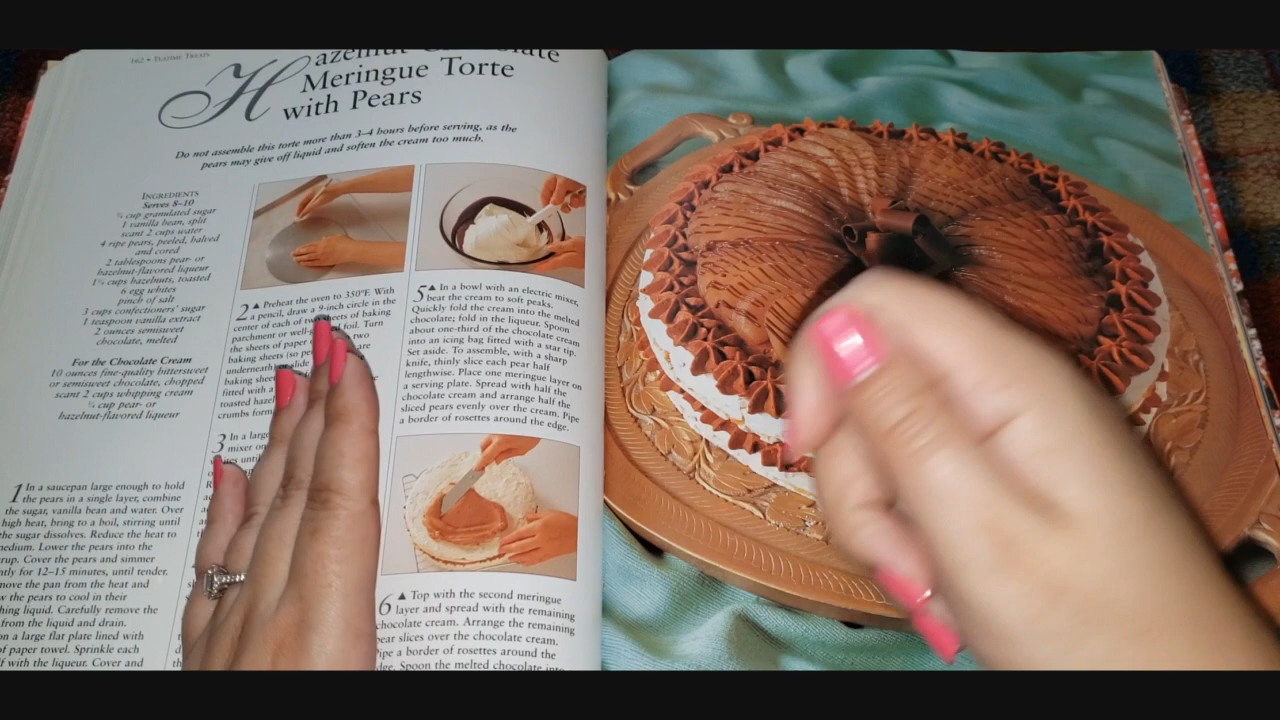 162 • Festive Treats
Hazelnut Chocolate
Meringue Torte
with Pears
Do not assemble this torte more than 3–4 hours before serving, as the
pears may give off liquid and soften the cream too much.
INGREDIENTS
Serves 8–10
granulated sugar
1 vanilla bean, split
scant 2 cups water
4 ripe pears, peeled, halved
and cored
2 tablespoons pear- or
hazelnut-flavored liqueur
cups hazelnuts, toasted
6 egg whites
pinch of salt
3 cups confectioners' sugar
1 teaspoon vanilla extract
2 ounces semisweet
chocolate, melted
For the Chocolate Cream
10 ounces fine-quality bittersweet
or semisweet chocolate, chopped
scant 2 cups whipping cream
cup pear- or
hazelnut-flavored liqueur
1 In a saucepan large enough to hold
the pears in a single layer, combine
the sugar, vanilla bean and water. Over
high heat, bring to a boil, stirring until
the sugar dissolves. Reduce the heat to
medium. Lower the pears into the
rup. Cover the pears and simmer
ntly for 12–15 minutes, until tender.
move the pan from the heat and
w the pears to cool in their
hing liquid. Carefully remove the
from the liquid and drain.
on a large flat plate lined with
of paper towel. Sprinkle each
f with the liqueur. Cover and
2 ▲ Preheat the oven to 350°F. With
a pencil, draw a 9-inch circle in the
center of each of two sheets of baking
parchment or well- foil. Turn
the sheets of paper two
baking sheets (so are
underneath) slide
baking shee
fitted with a
toasted hazel
crumbs form
3 In a large
mixer on
ites until
5 ▲ In a bowl with an electric mixer,
beat the cream to soft peaks.
Quickly fold the cream into the melted
chocolate; fold in the liqueur. Spoon
about one-third of the chocolate cream
into an icing bag fitted with a star tip.
Set aside. To assemble, with a sharp
knife, thinly slice each pear half
lengthwise. Place one meringue layer on
a serving plate. Spread with half the
chocolate cream and arrange half the
sliced pears evenly over the cream. Pipe
a border of rosettes around the edge.
6 ▲ Top with the second meringue
layer and spread with the remaining
chocolate cream. Arrange the remaining
pear slices over the chocolate cream.
Pipe a border of rosettes around the
edge. Spoon the melted chocolate into